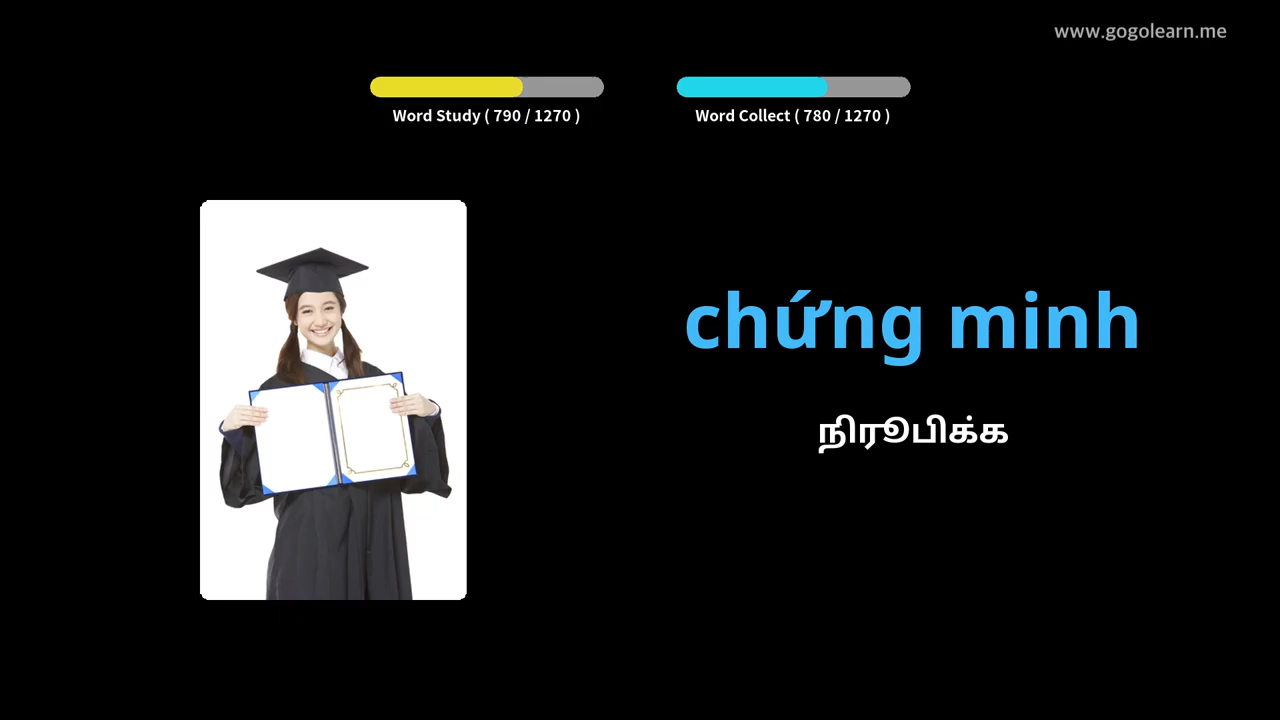 www.gogolearn.me
Word Study ( 790 / 1270 )
Word Collect ( 780 / 1270 )
chứng minh
நிரூபிக்க